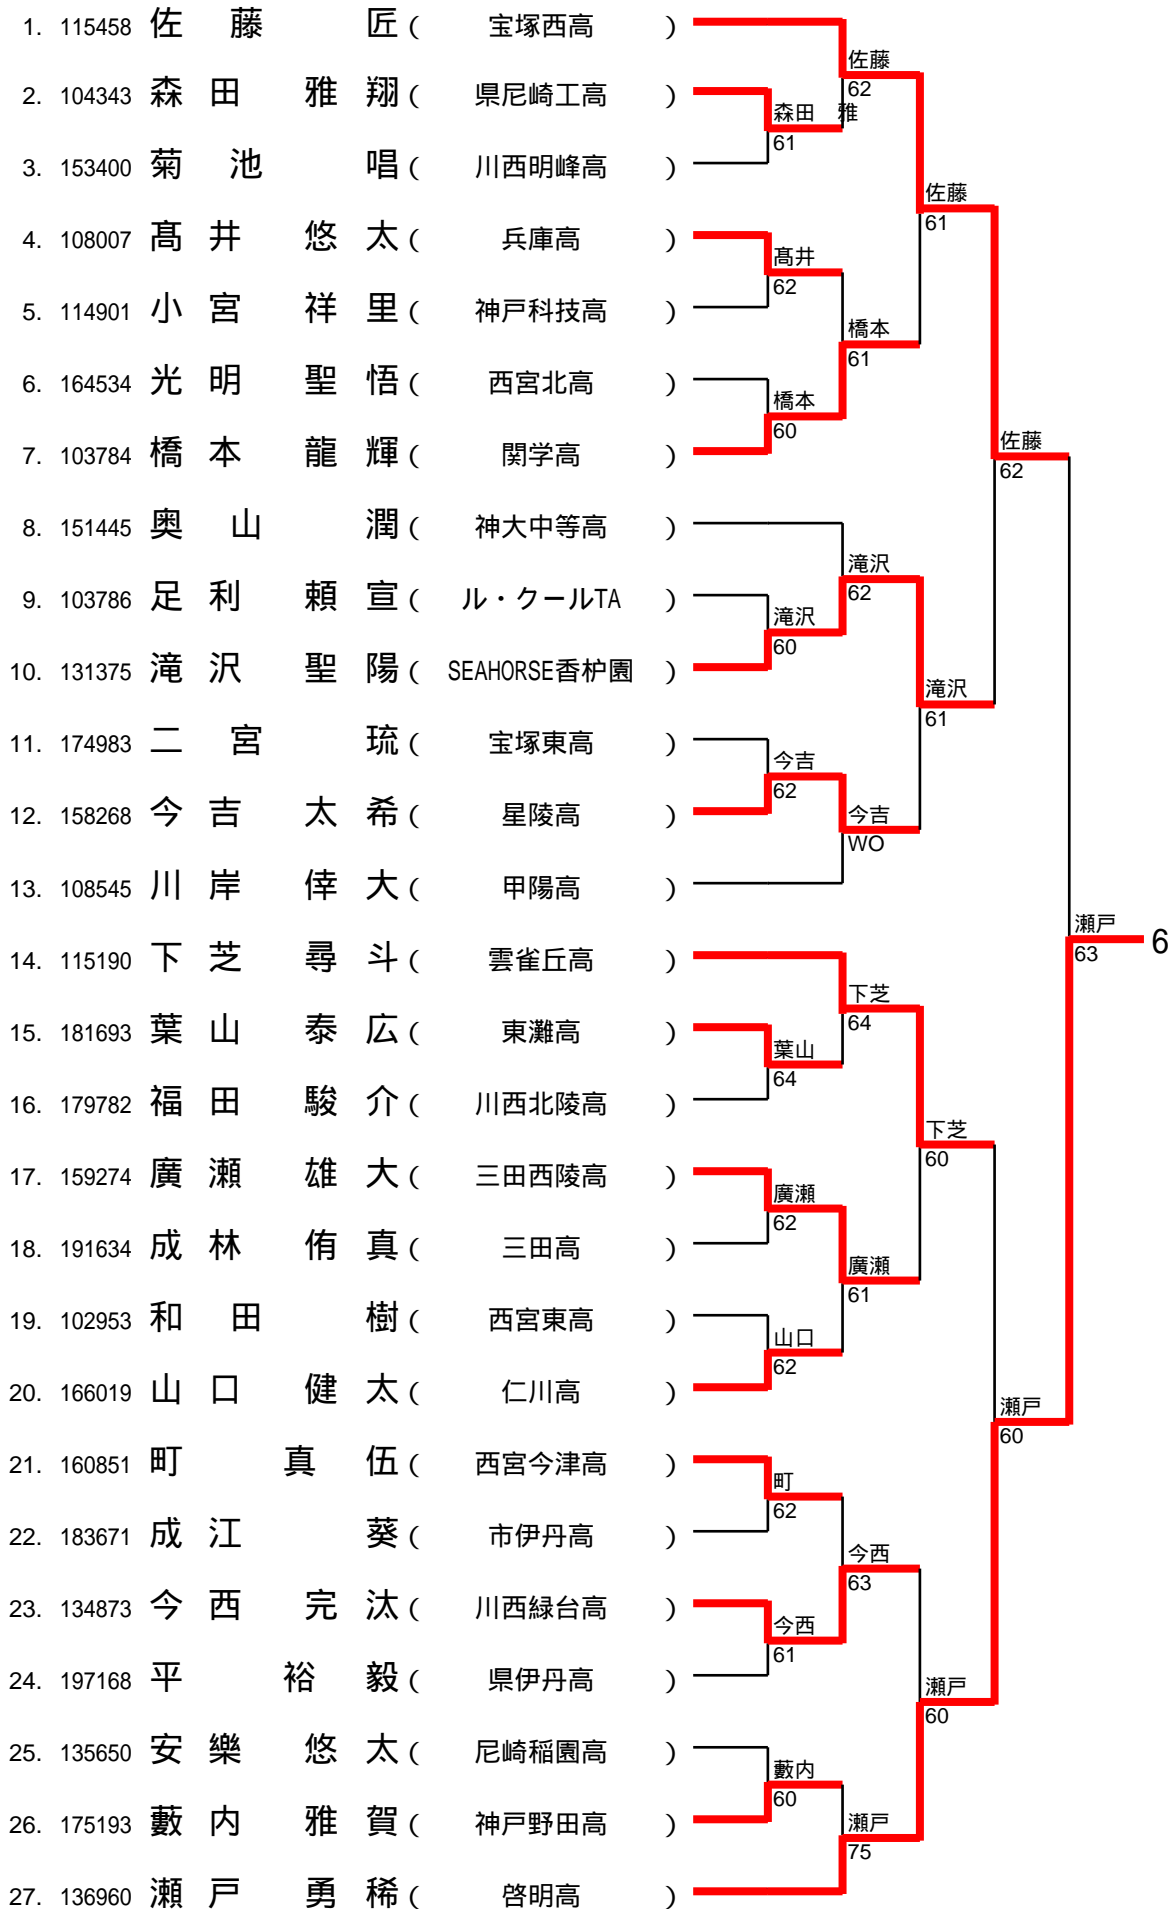 1. 115458 佐藤 匠 ( 宝塚西高 )
佐藤
62
2. 104343 森田 雅翔 ( 県尼崎工高 )
森田 雅
61
3. 153400 菊池 唱 ( 川西明峰高 )
佐藤
61
4. 108007 髙井 悠太 ( 兵庫高 )
髙井
62
5. 114901 小宮 祥里 ( 神戸科技高 )
橋本
61
6. 164534 光明 聖悟 ( 西宮北高 )
橋本
60
7. 103784 橋本 龍輝 ( 関学高 )
佐藤
62
8. 151445 奥山 潤 ( 神大中等高 )
滝沢
62
9. 103786 足利 頼宣 ( ル・クールTA )
滝沢
60
10. 131375 滝沢 聖陽 ( SEAHORSE香枦園 )
滝沢
61
11. 174983 二宮 琉 ( 宝塚東高 )
今吉
62
12. 158268 今吉 太希 ( 星陵高 )
今吉
WO
13. 108545 川岸 倖大 ( 甲陽高 )
瀬戸
63
6
14. 115190 下芝 尋斗 ( 雲雀丘高 )
下芝
64
15. 181693 葉山 泰広 ( 東灘高 )
葉山
64
16. 179782 福田 駿介 ( 川西北陵高 )
下芝
60
17. 159274 廣瀬 雄大 ( 三田西陵高 )
廣瀬
62
18. 191634 成林 侑真 ( 三田高 )
廣瀬
61
19. 102953 和田 樹 ( 西宮東高 )
山口
62
20. 166019 山口 健太 ( 仁川高 )
瀬戸
60
21. 160851 町 真伍 ( 西宮今津高 )
町
62
22. 183671 成江 葵 ( 市伊丹高 )
今西
63
23. 134873 今西 完汰 ( 川西緑台高 )
今西
61
24. 197168 平 裕毅 ( 県伊丹高 )
瀬戸
60
25. 135650 安樂 悠太 ( 尼崎稲園高 )
藪内
60
26. 175193 藪内 雅賀 ( 神戸野田高 )
瀬戸
75
27. 136960 瀬戸 勇稀 ( 啓明高 )